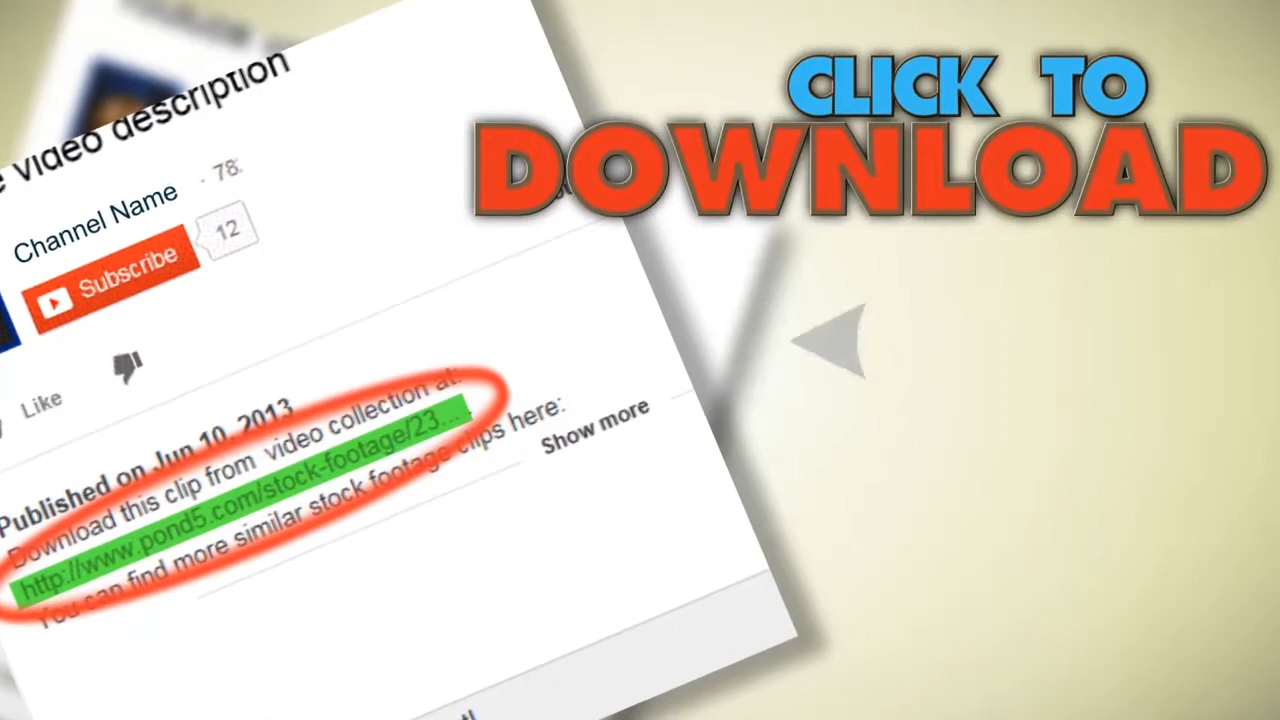 CLICK TO
DOWNLOAD
video description
Channel Name
Subscribe
12
Like
Published on Jun 10, 2013
Download this clip from video collection at:
http://www.pond5.com/stock-footage/23...
You can find more similar stock footage clips here:
Show more